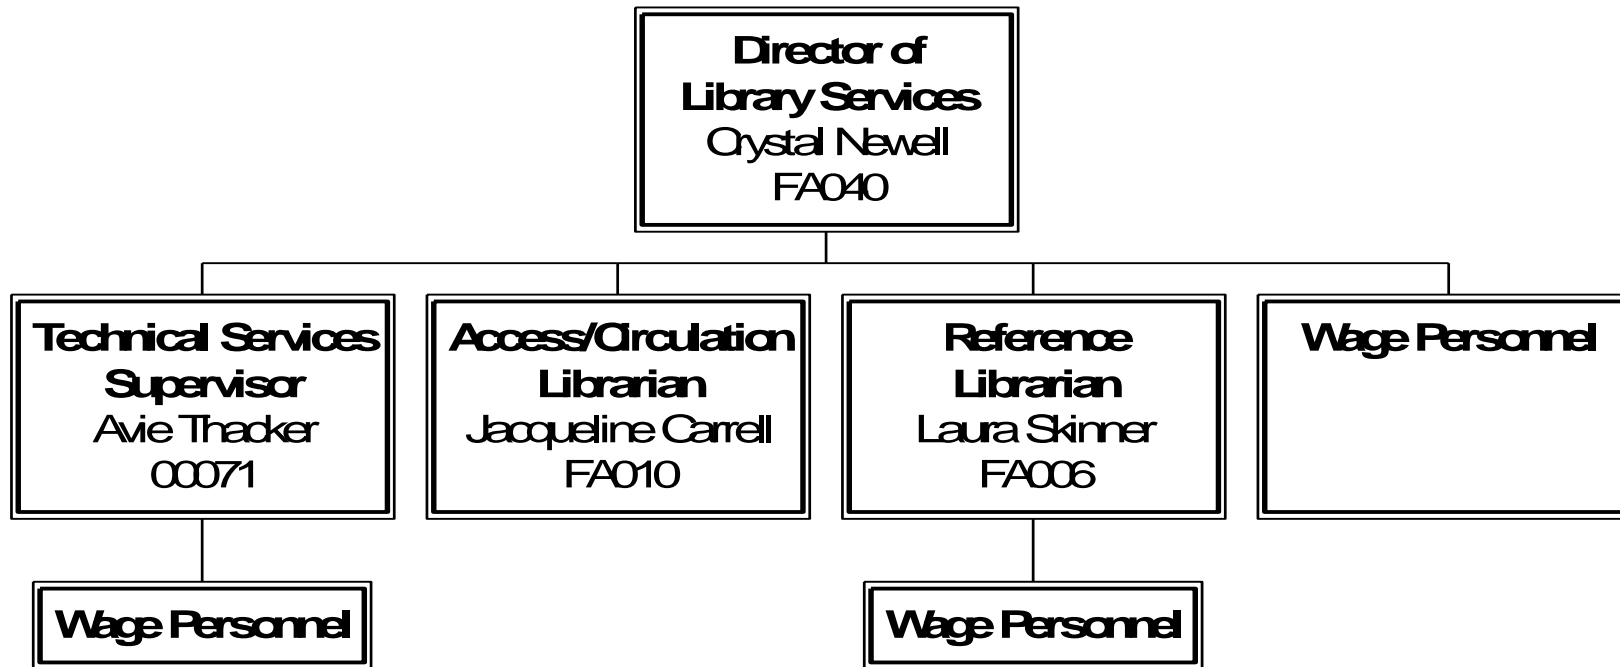 Director of
Library Services
Crystal Newell
FA040
Technical Services
Supervisor
Avie Thacker
00071
Access/Circulation
Librarian
Jacqueline Carrell
FA010
Reference
Librarian
Laura Skinner
FA006
Wage Personnel
Wage Personnel
Wage Personnel